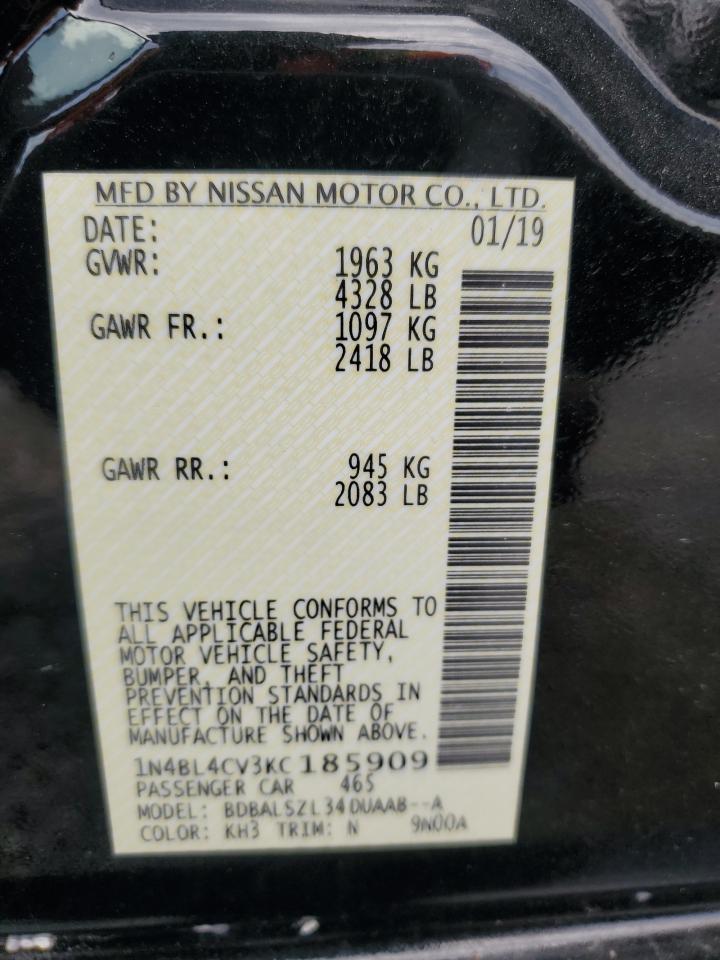 MFD BY NISSAN MOTOR CO., LTD.
DATE: 01/19
GVWR: 1963 KG
4328 LB
GAWR FR.: 1097 KG
2418 LB
GAWR RR.: 945 KG
2083 LB
THIS VEHICLE CONFORMS TO
ALL APPLICABLE FEDERAL
MOTOR VEHICLE SAFETY,
BUMPER, AND THEFT
PREVENTION STANDARDS IN
EFFECT ON THE DATE OF
MANUFACTURE SHOWN ABOVE.
1N4BL4CV3KC185909
PASSENGER CAR 465
MODEL: BDBALSZL34DUAAB--A
COLOR: KH3 TRIM: N 9N00A